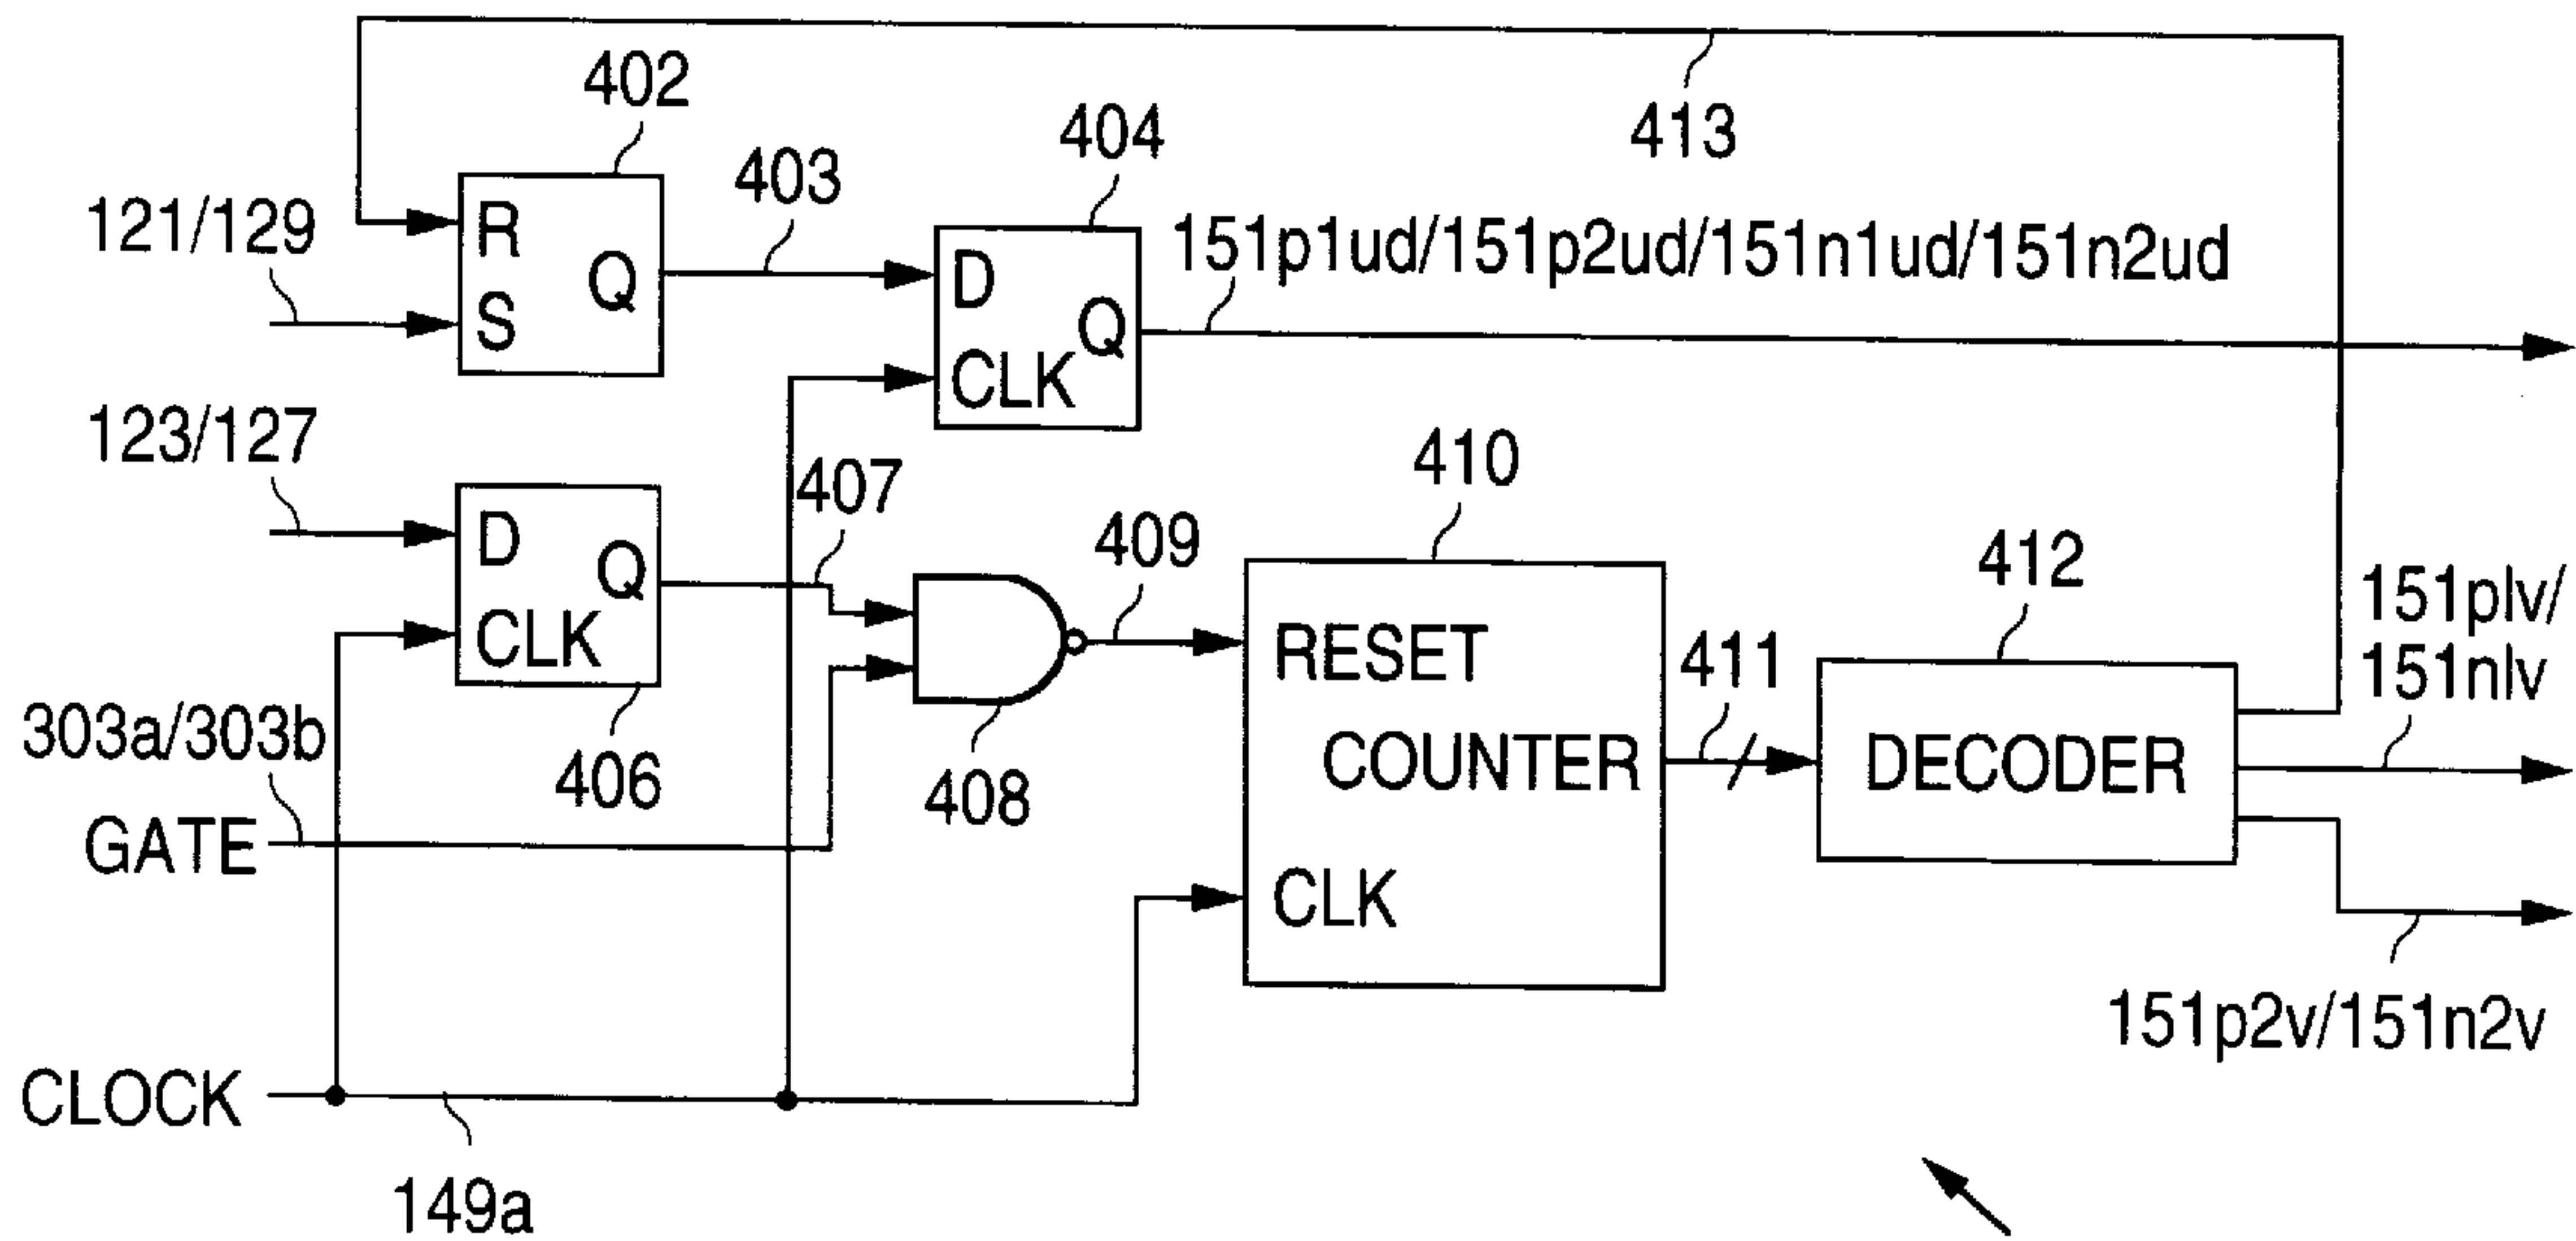 402
413
404
403
121/129
R
Q
S
151p1ud/151p2ud/151n1ud/151n2ud
D
Q
CLK
123/127
407
410
409
412
D
Q
CLK
151plv/
151nlv
RESET
411
303a/303b
406
COUNTER
DECODER
408
GATE
CLK
151p2v/151n2v
CLOCK
149a